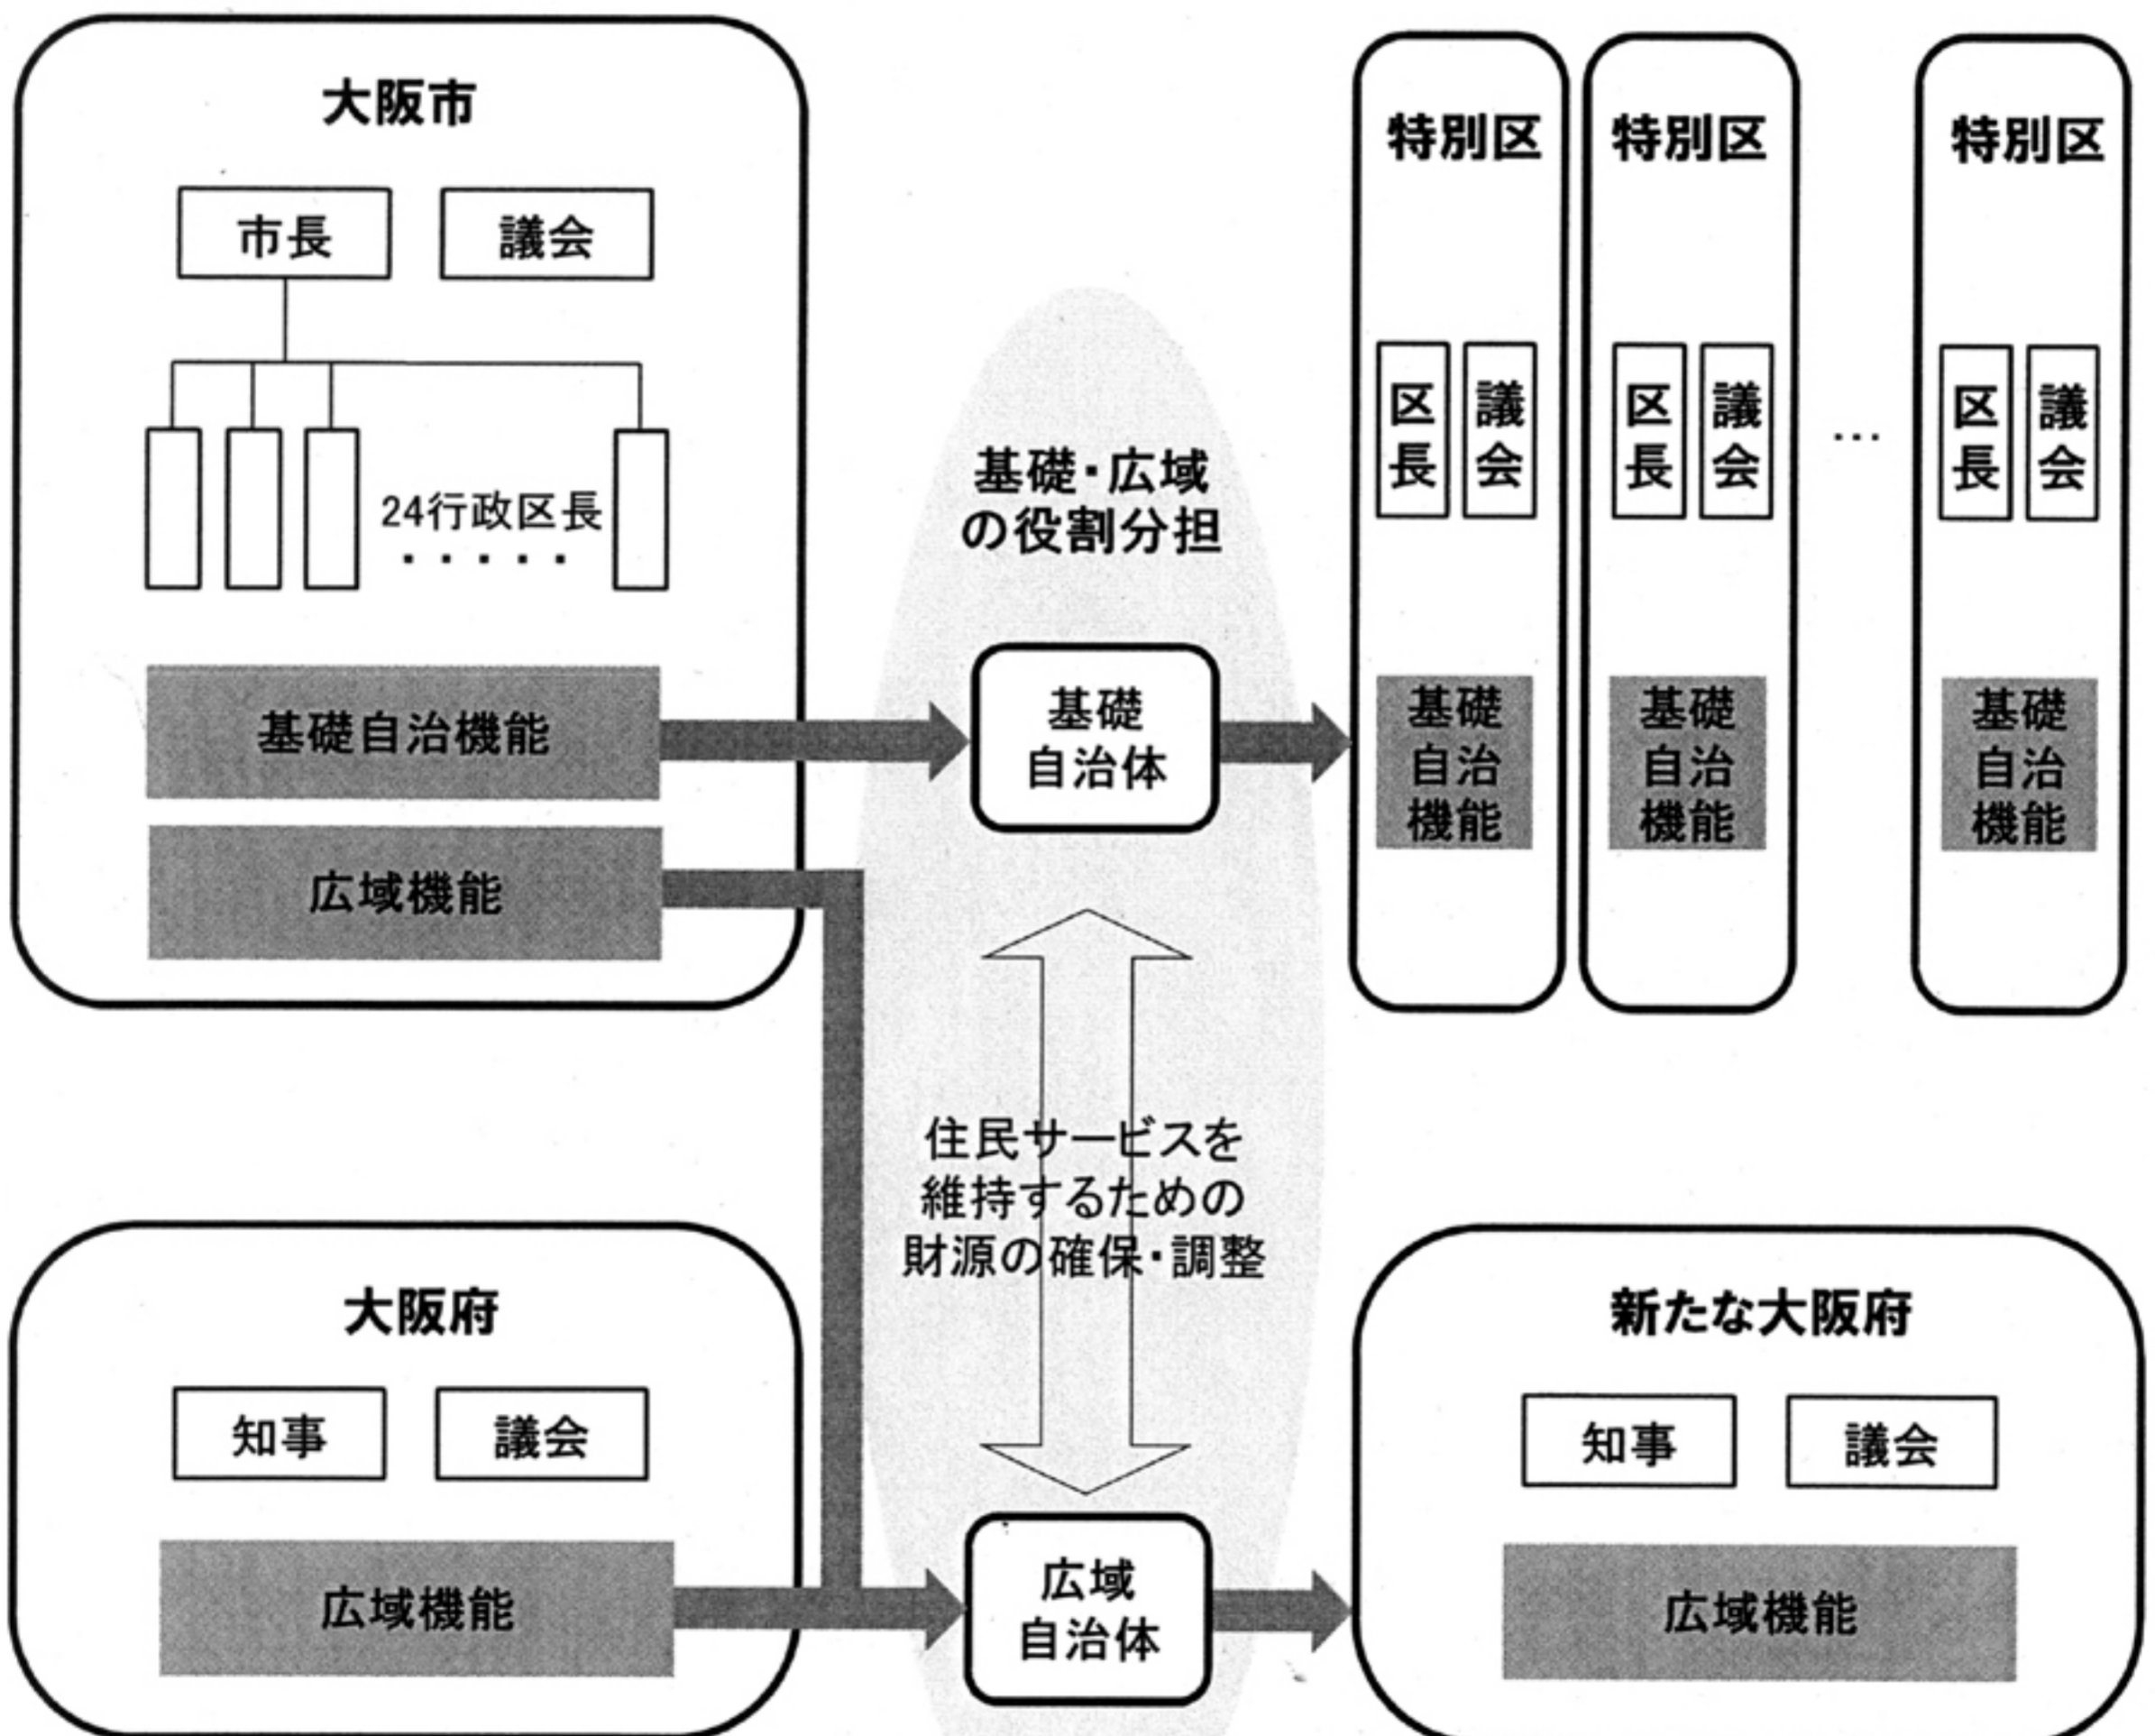 大阪市
市長
議会
24行政区長
・・・・・
基礎自治機能
広域機能
大阪府
知事
議会
広域機能
基礎・広域
の役割分担
基礎
自治体
住民サービスを
維持するための
財源の確保・調整
広域
自治体
特別区
区長
議会
基礎
自治
機能
特別区
区長
議会
基礎
自治
機能
…
特別区
区長
議会
基礎
自治
機能
新たな大阪府
知事
議会
広域機能